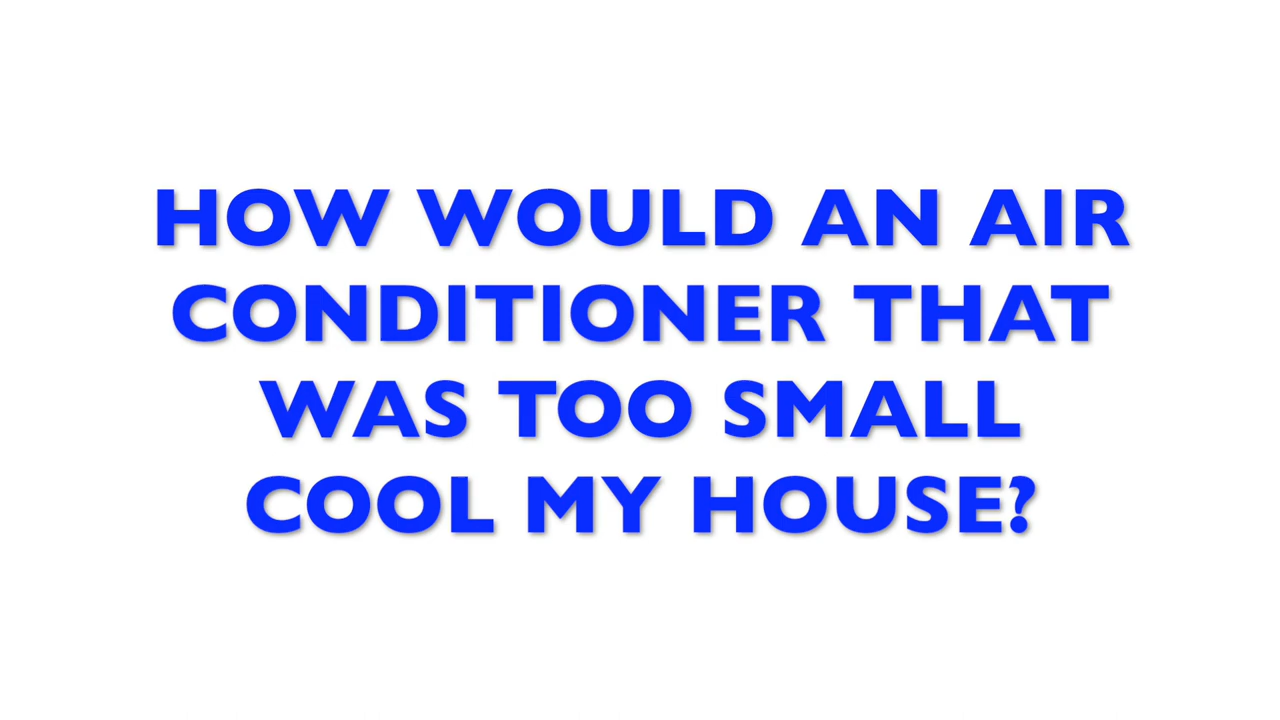 HOW WOULD AN AIR
CONDITIONER THAT
WAS TOO SMALL
COOL MY HOUSE?